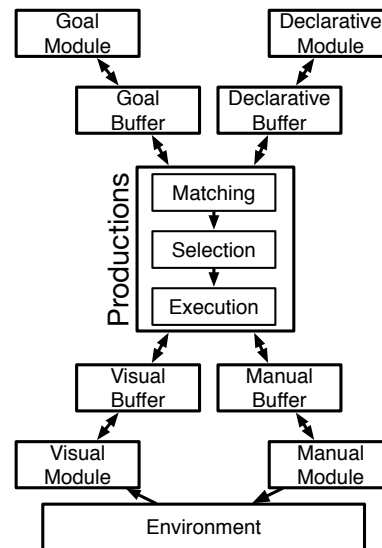 Goal
Module
Declarative
Module
Goal
Buffer
Declarative
Buffer
Productions
Matching
Selection
Execution
Visual
Buffer
Manual
Buffer
Visual
Module
Manual
Module
Environment